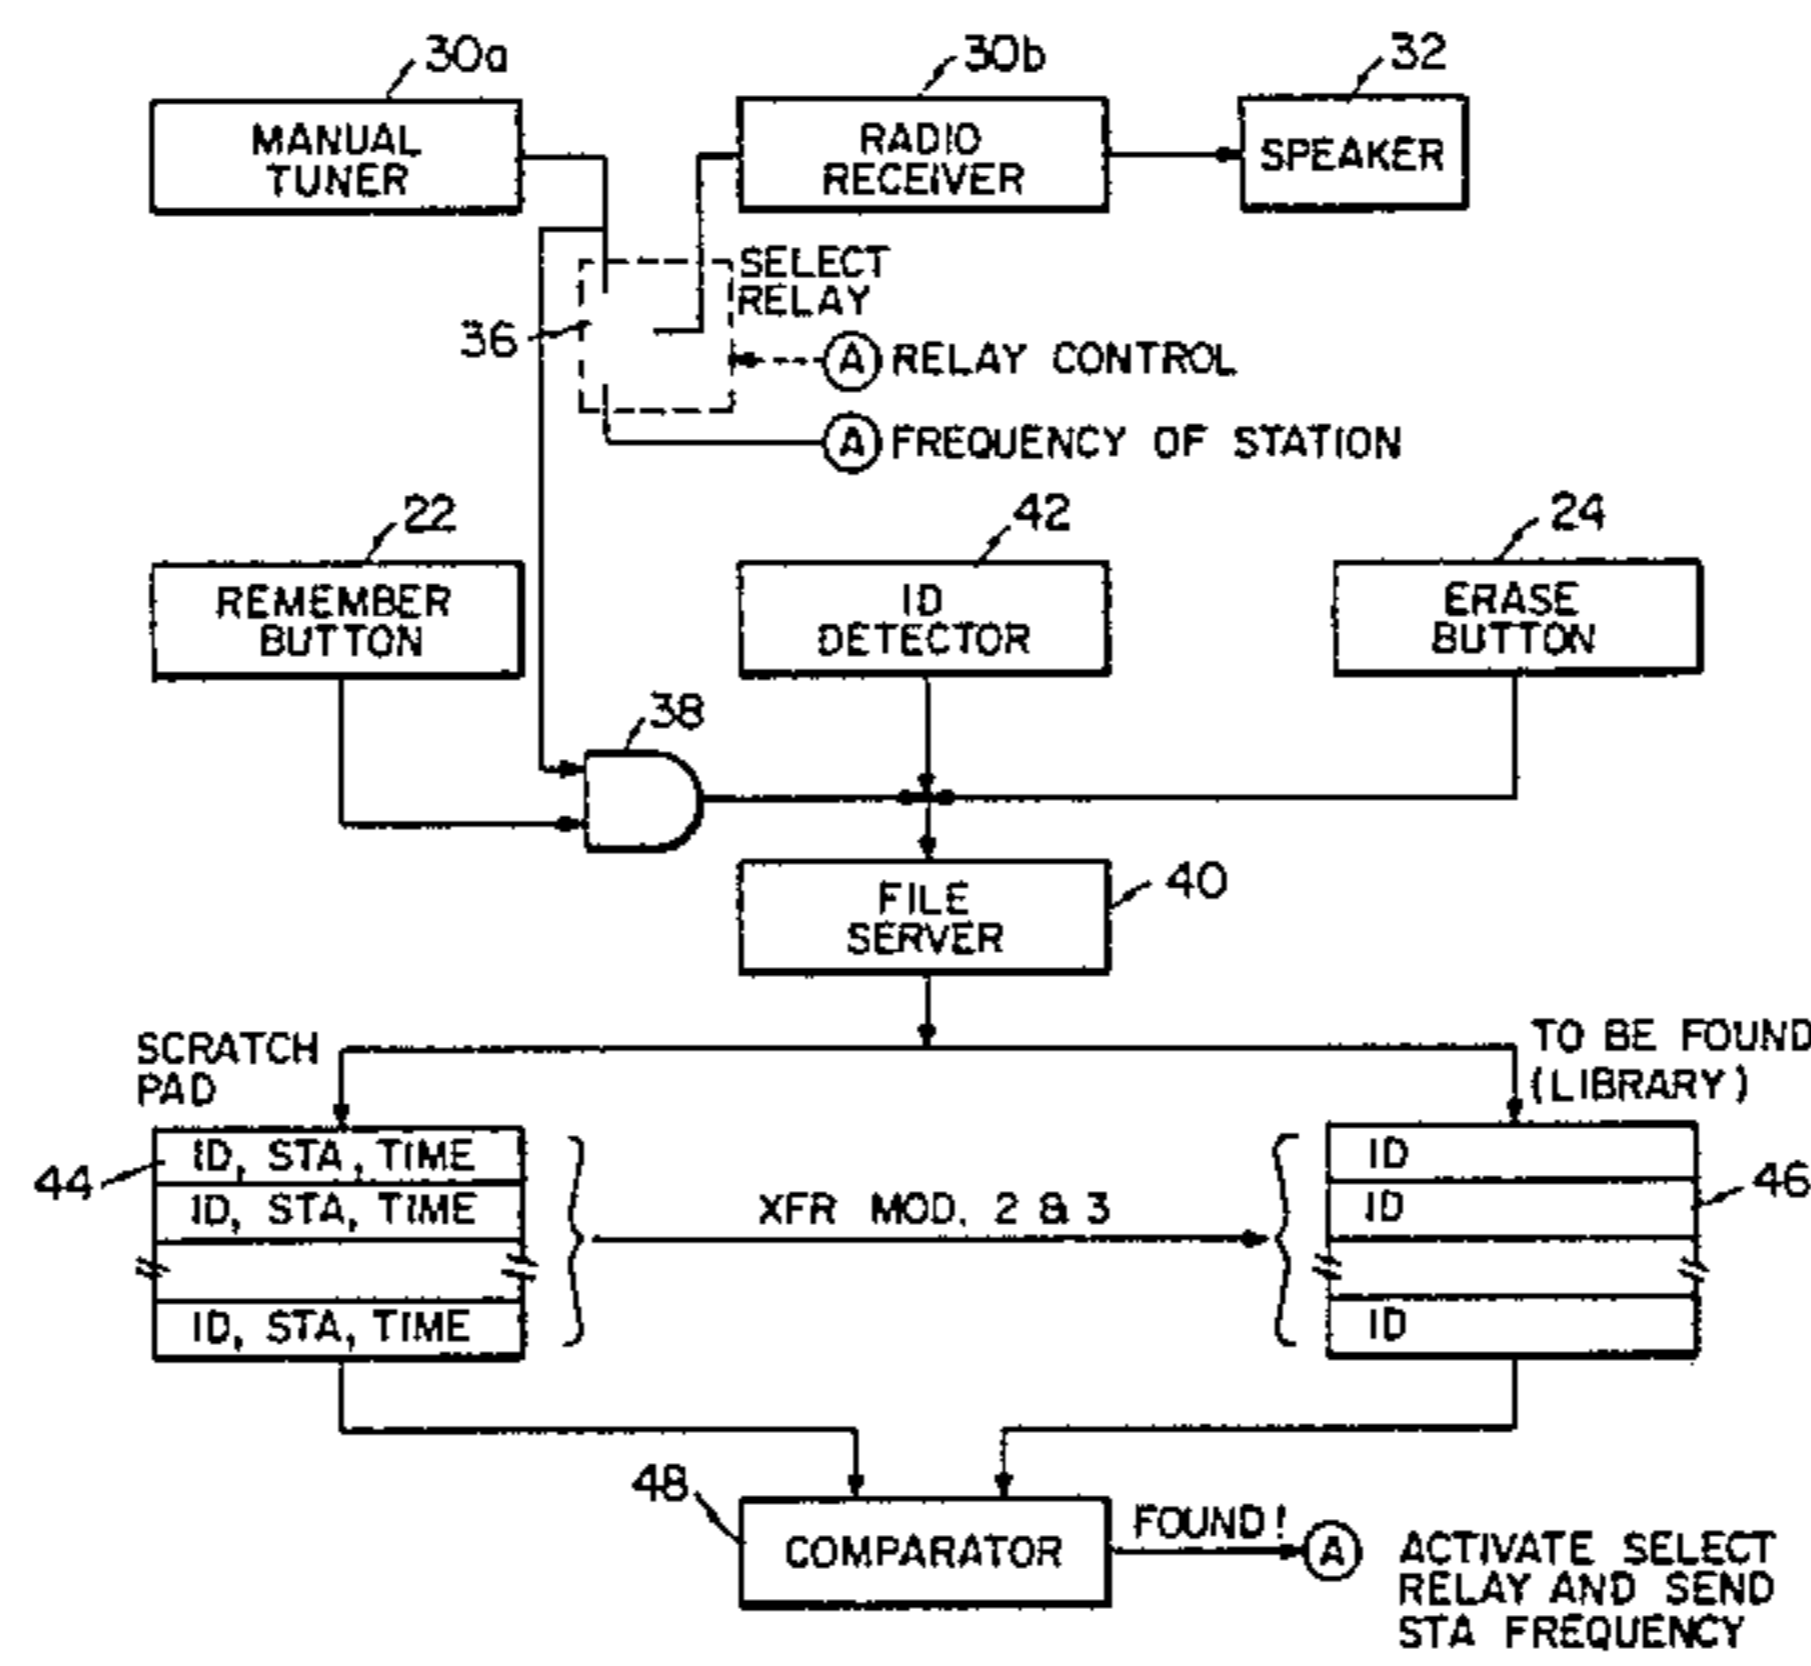 30a
30b
32
MANUAL
TUNER
RADIO
RECEIVER
SPEAKER
SELECT
RELAY
36
A RELAY CONTROL
A FREQUENCY OF STATION
22
42
24
REMEMBER
BUTTON
ID
DETECTOR
ERASE
BUTTON
38
FILE
SERVER
40
SCRATCH
PAD
TO BE FOUND
(LIBRARY)
44
ID, STA, TIME
ID, STA, TIME
ID, STA, TIME
XFR MOD. 2 & 3
ID
ID
ID
46
48
COMPARATOR
FOUND!
A
ACTIVATE SELECT
RELAY AND SEND
STA FREQUENCY